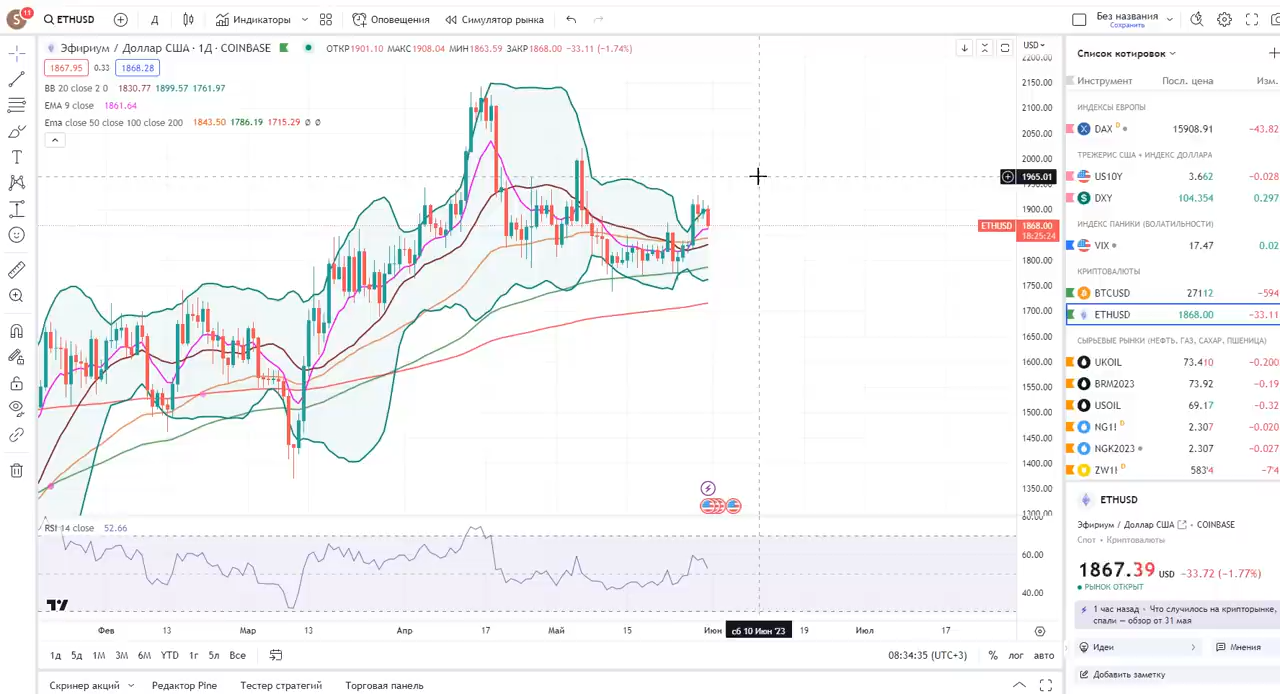 S 11 ETHUSD Д Индикаторы Оповещения Симулятор рынка Без названия
Сохранить
Эфириум / Доллар США · 1Д · COINBASE ОТКР1901.10 МАКС1908.04 МИН1863.59 ЗАКР1868.00 −33.11 (−1.74%)
1867.95 0.33 1868.28
BB 20 close 2 0 1830.77 1899.57 1761.97
EMA 9 close 1861.64
Ema close 50 close 100 close 200 1843.50 1786.19 1715.29 ø ø
USD
2200.00
2150.00
2100.00
2050.00
2000.00
1965.01
1900.00
ETHUSD 1868.00
18:25:24
1800.00
1750.00
1700.00
1650.00
1600.00
1550.00
1500.00
1450.00
1400.00
1350.00
1300.00
RSI 14 close 52.66
80.00
60.00
40.00
Фев 13 Мар 13 Апр 17 Май 15 Июн сб 10 Июн '23 19 Июл 17
1д 5д 1М 3М 6М YTD 1г 5л Все 08:34:35 (UTC+3) % лог авто
Скринер акций Редактор Pine Тестер стратегий Торговая панель
Список котировок
Инструмент Посл. цена Изм.
ИНДЕКСЫ ЕВРОПЫ
DAX D 15908.91 −43.82
ТРЕЖЕРИС США + ИНДЕКС ДОЛЛАРА
US10Y 3.662 −0.028
DXY 104.354 0.297
ИНДЕКС ПАНИКИ (ВОЛАТИЛЬНОСТИ)
VIX 17.47 0.02
КРИПТОВАЛЮТЫ
BTCUSD 27112 −594
ETHUSD 1868.00 −33.11
СЫРЬЕВЫЕ РЫНКИ (НЕФТЬ, ГАЗ, САХАР, ПШЕНИЦА)
UKOIL 73.410 −0.200
BRM2023 73.92 −0.19
USOIL 69.17 −0.32
NG1! D 2.307 −0.020
NGK2023 2.307 −0.027
ZW1! D 583'4 −7'4
ETHUSD
Эфириум / Доллар США • COINBASE
Спот • Криптовалюты
1867.39 USD −33.72 (−1.77%)
РЫНОК ОТКРЫТ
1 час назад • Что случилось на крипторынке,
спали — обзор от 31 мая
Идеи Мнения
Добавить заметку